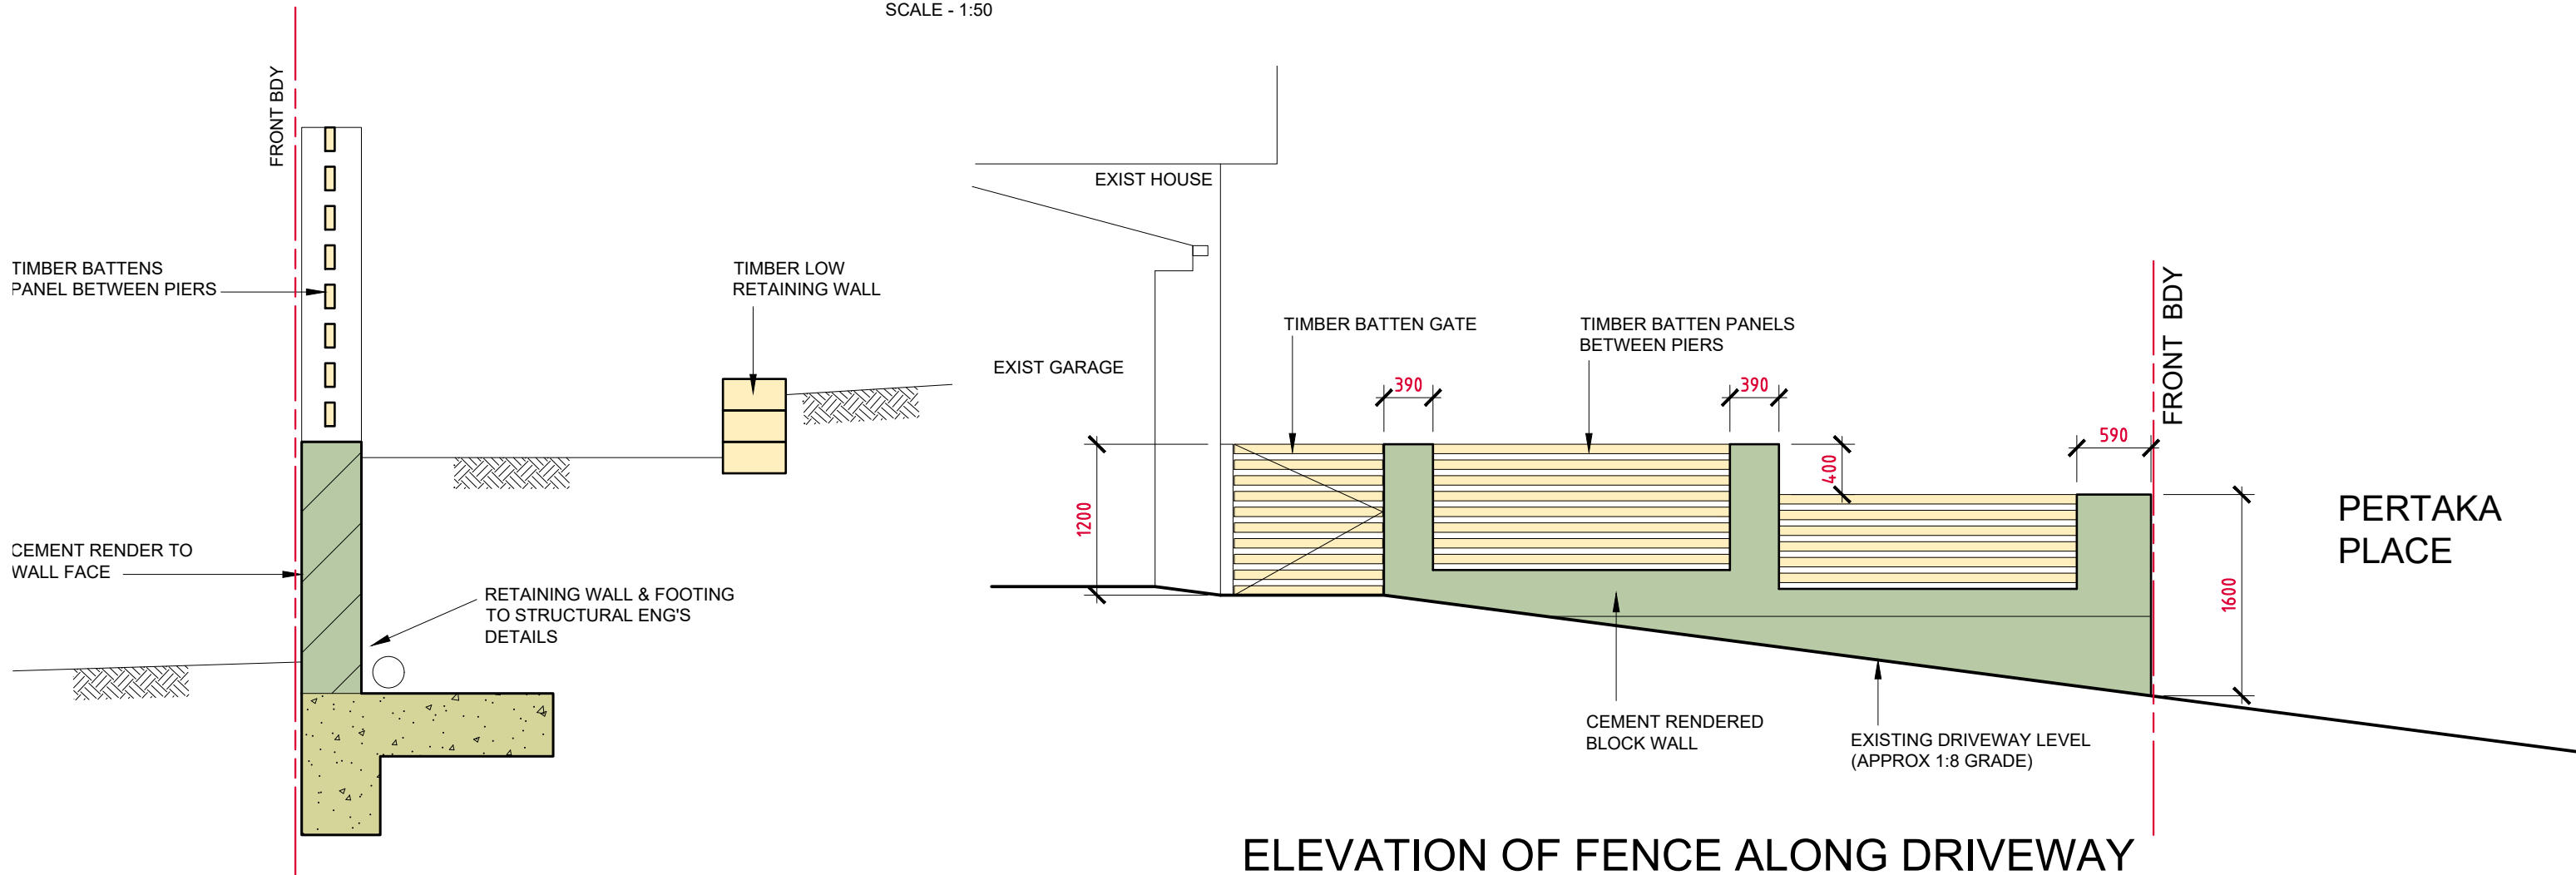 SCALE - 1:50
FRONT BDY
TIMBER BATTENS
PANEL BETWEEN PIERS
TIMBER LOW
RETAINING WALL
CEMENT RENDER TO
WALL FACE
RETAINING WALL & FOOTING
TO STRUCTURAL ENG'S
DETAILS
EXIST HOUSE
EXIST GARAGE
TIMBER BATTEN GATE
TIMBER BATTEN PANELS
BETWEEN PIERS
390
390
400
590
1200
1600
FRONT BDY
PERTAKA
PLACE
CEMENT RENDERED
BLOCK WALL
EXISTING DRIVEWAY LEVEL
(APPROX 1:8 GRADE)
ELEVATION OF FENCE ALONG DRIVEWAY